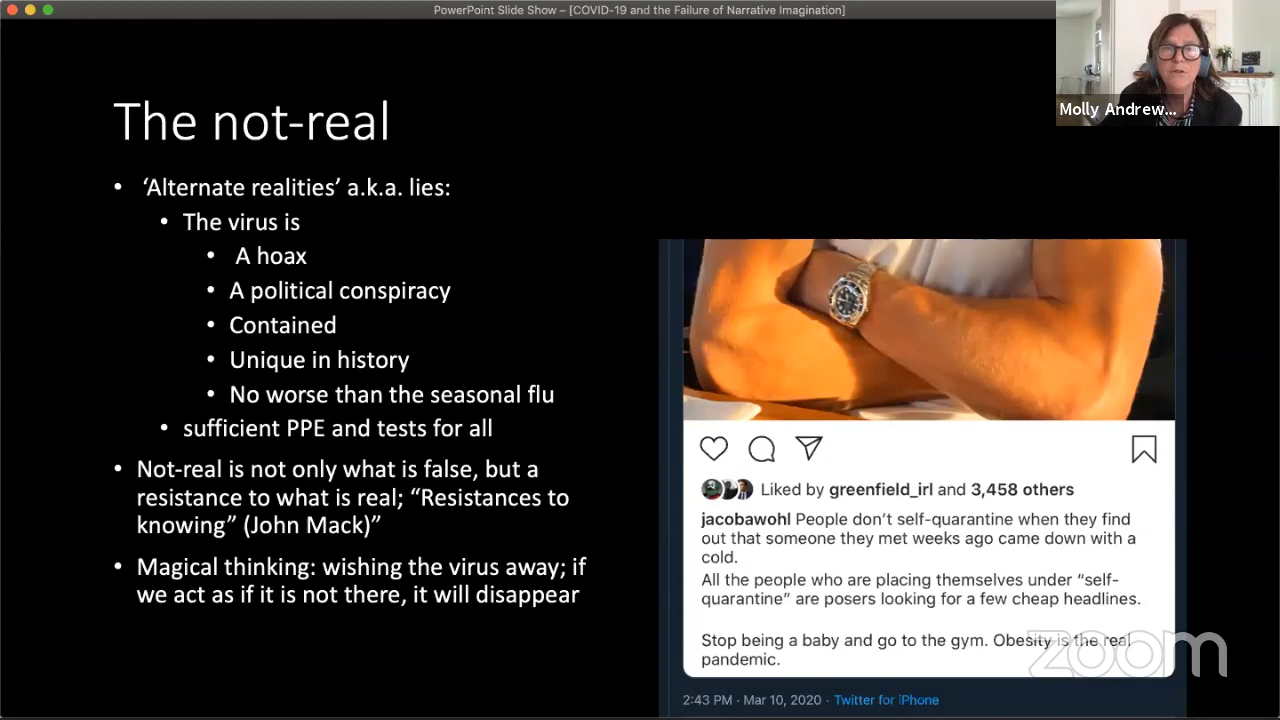 PowerPoint Slide Show – [COVID-19 and the Failure of Narrative Imagination]
Molly Andrew...
The not-real
• ‘Alternate realities’ a.k.a. lies:
• The virus is
• A hoax
• A political conspiracy
• Contained
• Unique in history
• No worse than the seasonal flu
• sufficient PPE and tests for all
• Not-real is not only what is false, but a
resistance to what is real; “Resistances to
knowing” (John Mack)”
• Magical thinking: wishing the virus away; if
we act as if it is not there, it will disappear
Liked by greenfield_irl and 3,458 others
jacobawohl People don’t self-quarantine when they find
out that someone they met weeks ago came down with a
cold.
All the people who are placing themselves under “self-
quarantine” are posers looking for a few cheap headlines.
Stop being a baby and go to the gym. Obesity is the real
pandemic.
zoom
2:43 PM · Mar 10, 2020 · Twitter for iPhone